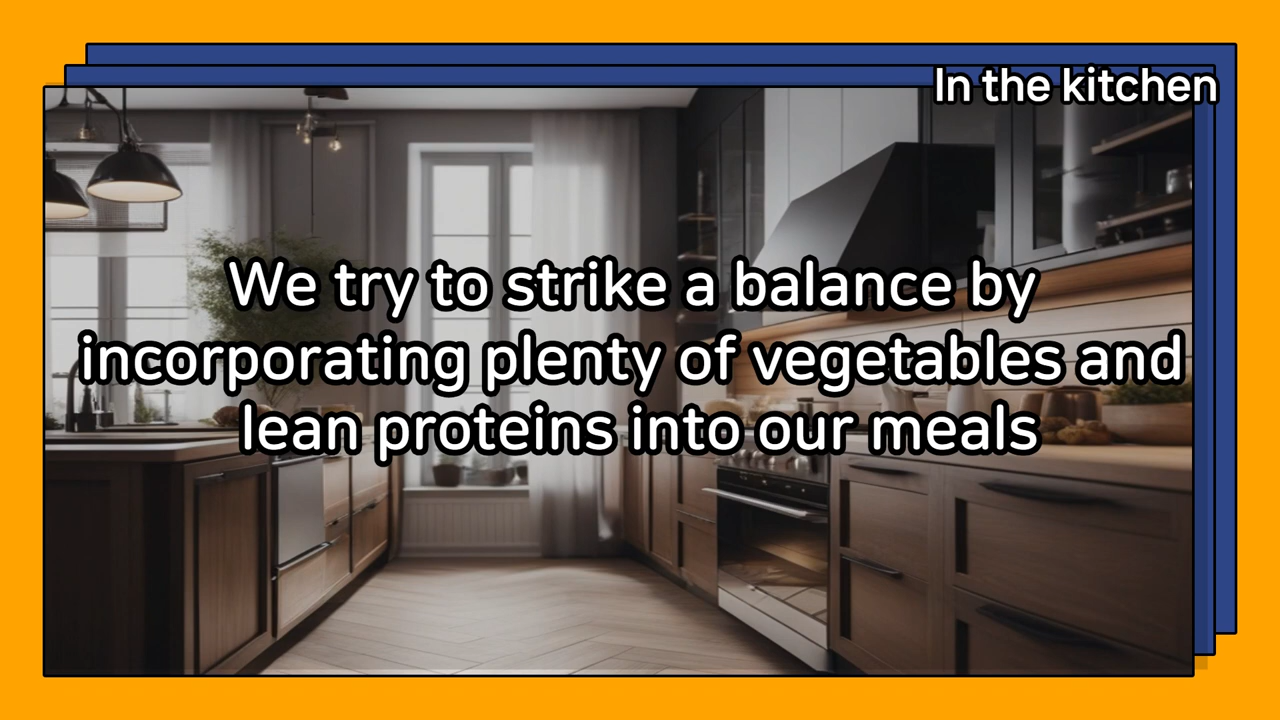 In the kitchen
We try to strike a balance by
incorporating plenty of vegetables and
lean proteins into our meals